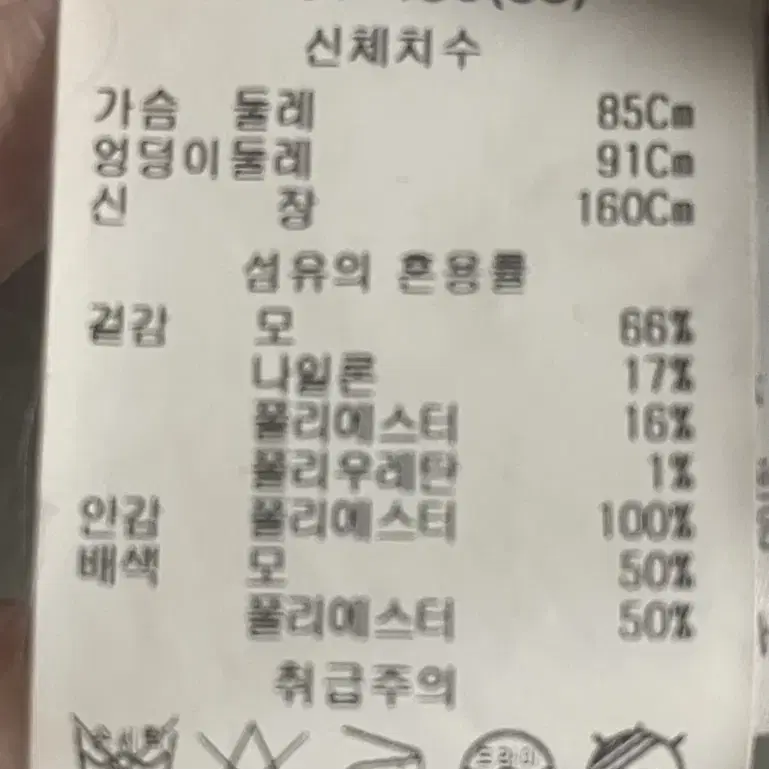 신체치수
가슴 둘레 85Cm
엉덩이둘레 91Cm
신 장 160Cm
섬유의 혼용률
겉감 모 66%
나일론 17%
폴리에스터 16%
폴리우레탄 1%
안감 폴리에스터 100%
배색 모 50%
폴리에스터 50%
취급주의
드라이